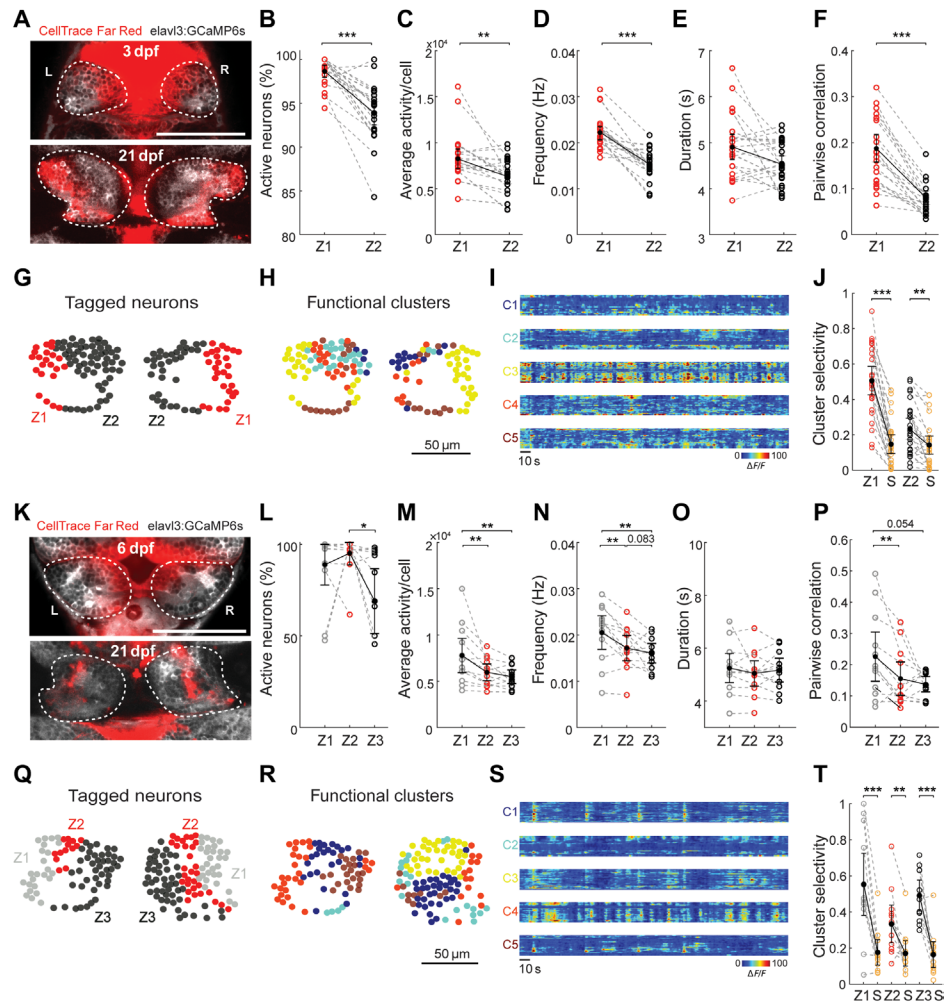 A
CellTrace Far Red elavl3:GCaMP6s
3 dpf
L
R
21 dpf
B
***
Active neurons (%)
100
95
90
85
80
Z1 Z2
C
×10⁴
**
Average activity/cell
2
1.5
1
0.5
0
Z1 Z2
D
***
Frequency (Hz)
0.04
0.03
0.02
0.01
0
Z1 Z2
E
Duration (s)
7
6
5
4
3
Z1 Z2
F
***
Pairwise correlation
0.4
0.3
0.2
0.1
0
Z1 Z2
G
Tagged neurons
Z1 Z2 Z2 Z1
H
Functional clusters
50 µm
I
C1
C2
C3
C4
C5
10 s
0 100
ΔF/F
J
*** **
Cluster selectivity
1
0.8
0.6
0.4
0.2
0
Z1 S Z2 S
K
CellTrace Far Red elavl3:GCaMP6s
6 dpf
L
R
21 dpf
L
*
Active neurons (%)
100
50
0
Z1 Z2 Z3
M
×10⁴
**
**
Average activity/cell
2
1.5
1
0.5
0
Z1 Z2 Z3
N
**
** 0.083
Frequency (Hz)
0.04
0.03
0.02
0.01
0
Z1 Z2 Z3
O
Duration (s)
10
8
6
4
Z1 Z2 Z3
P
0.054
**
Pairwise correlation
0.6
0.5
0.4
0.3
0.2
0.1
0
Z1 Z2 Z3
Q
Tagged neurons
Z2 Z2
Z1 Z1
Z3 Z3
R
Functional clusters
50 µm
S
C1
C2
C3
C4
C5
10 s
0 100
ΔF/F
T
*** ** ***
Cluster selectivity
1
0.8
0.6
0.4
0.2
0
Z1 S Z2 S Z3 S